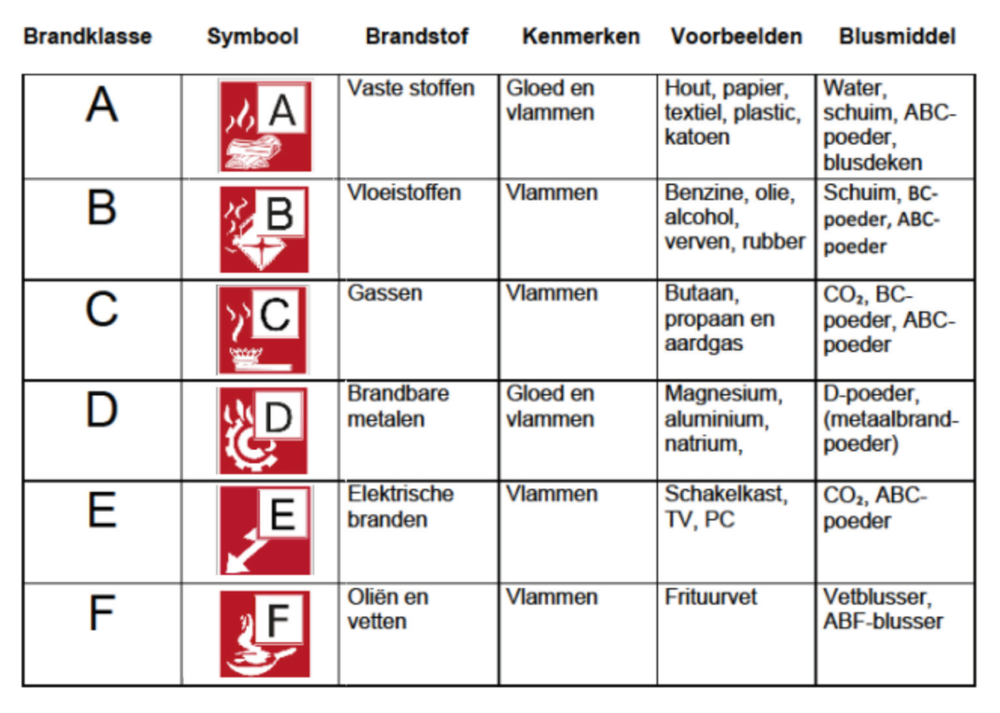 Brandklasse Symbool Brandstof Kenmerken Voorbeelden Blusmiddel
A
A
Vaste stoffen
Gloed en
vlammen
Hout, papier,
textiel, plastic,
katoen
Water,
schuim, ABC-
poeder,
blusdeken
B
B
Vloeistoffen
Vlammen
Benzine, olie,
alcohol,
verven, rubber
Schuim, BC-
poeder, ABC-
poeder
C
C
Gassen
Vlammen
Butaan,
propaan en
aardgas
CO₂, BC-
poeder, ABC-
poeder
D
D
Brandbare
metalen
Gloed en
vlammen
Magnesium,
aluminium,
natrium,
D-poeder,
(metaalbrand-
poeder)
E
E
Elektrische
branden
Vlammen
Schakelkast,
TV, PC
CO₂, ABC-
poeder
F
F
Oliën en
vetten
Vlammen
Frituurvet
Vetblusser,
ABF-blusser